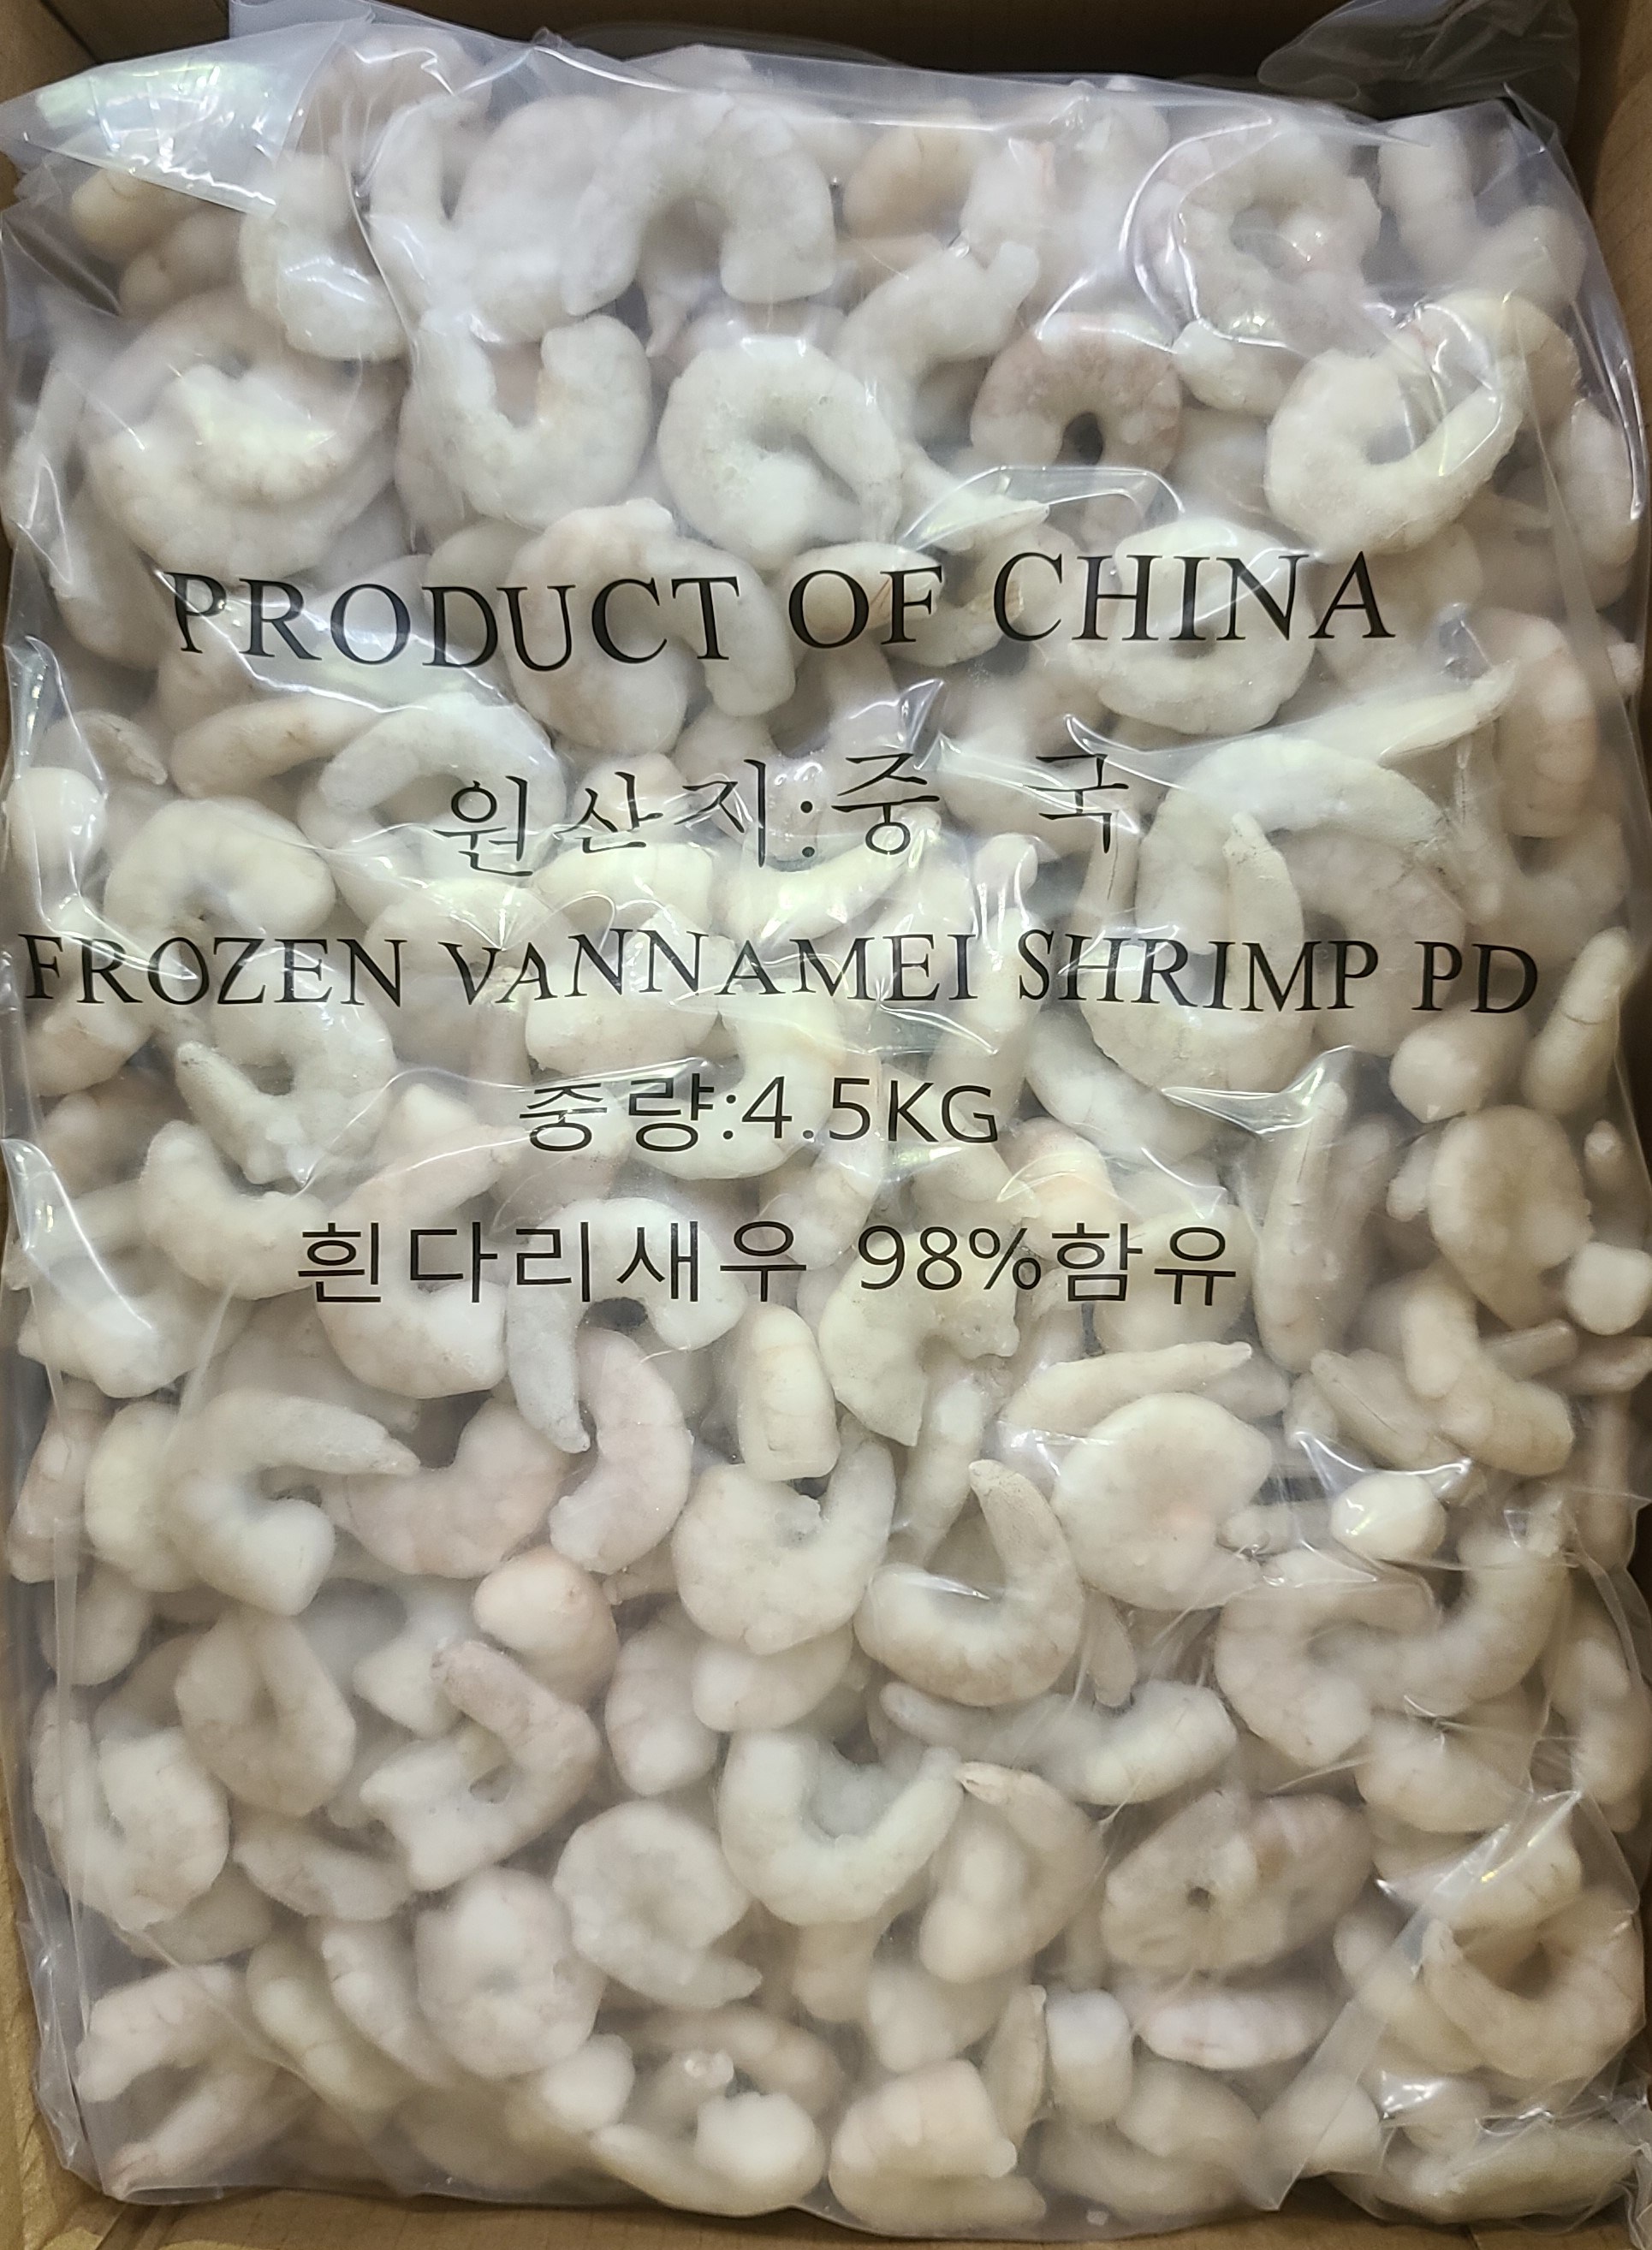 PRODUCT OF CHINA
원산지:중 국
FROZEN VANNAMEI SHRIMP PD
중량:4.5KG
흰다리새우 98%함유